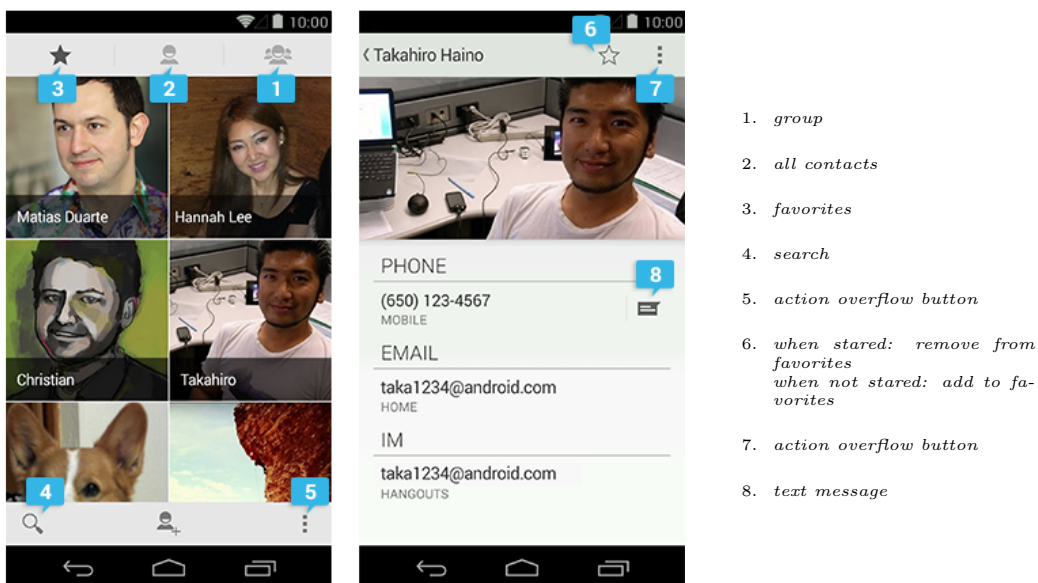 10:00
3
2
1
Matias Duarte
Hannah Lee
Christian
Takahiro
4
5
10:00
6
Takahiro Haino
7
PHONE
8
(650) 123-4567
MOBILE
EMAIL
taka1234@android.com
HOME
IM
taka1234@android.com
HANGOUTS
1. group
2. all contacts
3. favorites
4. search
5. action overflow button
6. when stared: remove from
favorites
when not stared: add to fa-
vorites
7. action overflow button
8. text message